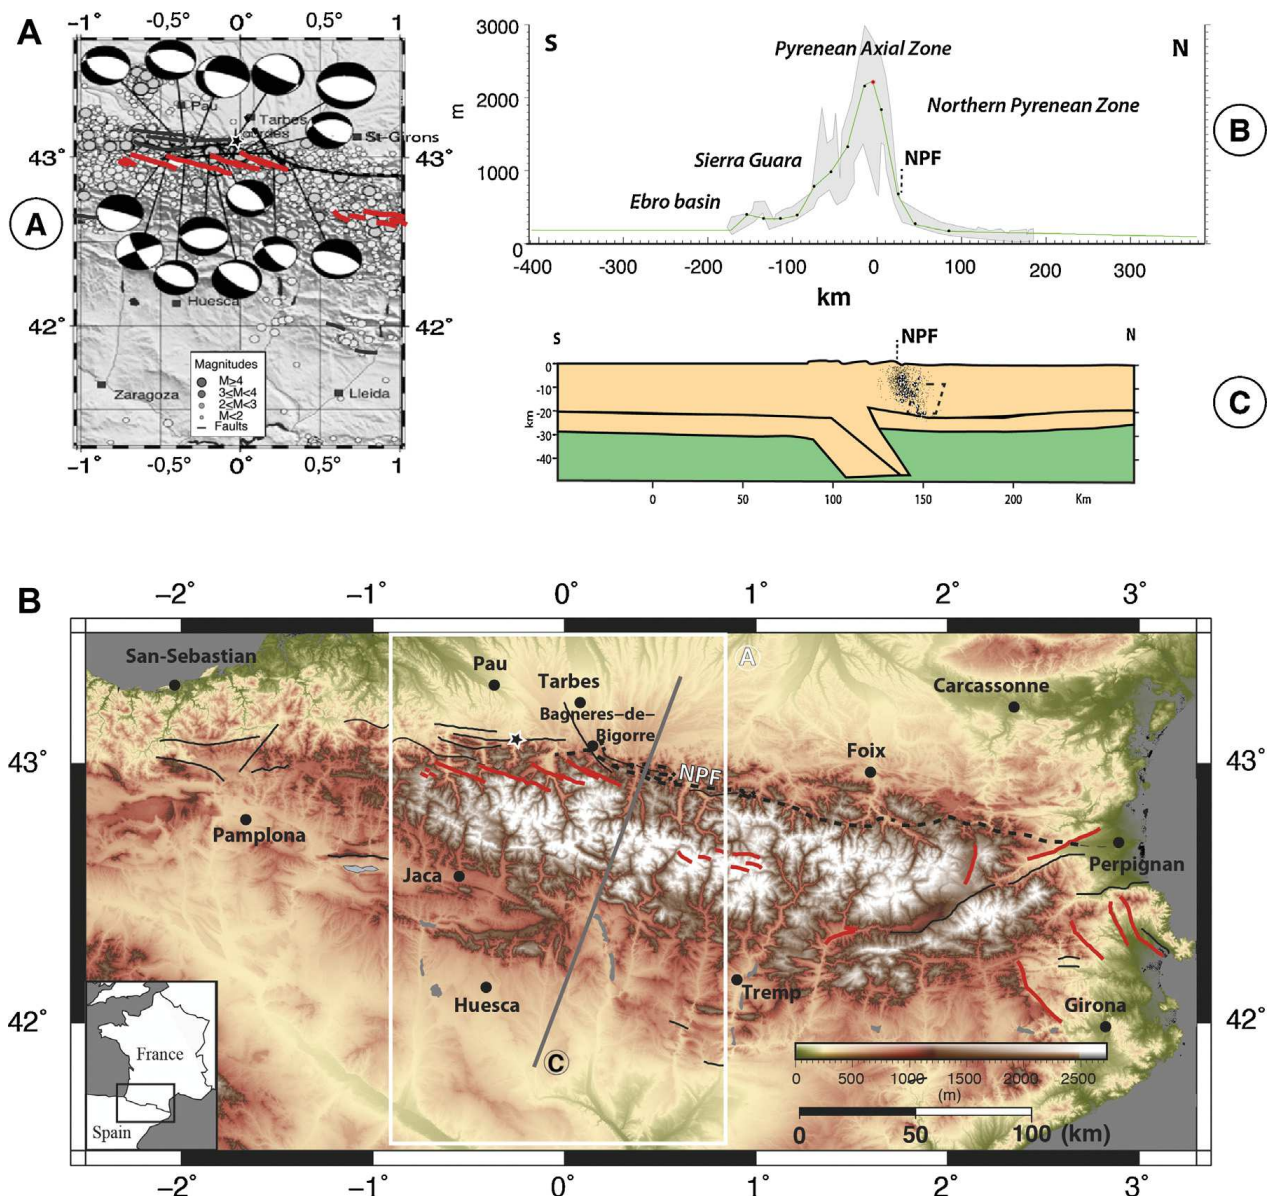 A
−1° -0,5° 0° 0,5° 1
Pau
Tarbes
Lourdes
St-Girons
43° 43°
A
42° 42°
Huesca
Magnitudes
M≥4
3≤M<4
2≤M<3
M<2
Faults
Zaragoza
Lleida
−1° -0,5° 0° 0,5° 1
3000
2000
1000
0
m
S
N
Pyrenean Axial Zone
Northern Pyrenean Zone
Sierra Guara
NPF
Ebro basin
-400 -300 -200 -100 0 100 200 300
km
B
S
NPF
N
0
-10
-20
-30
-40
km
0 50 100 150 200 Km
C
B
−2° −1° 0° 1° 2° 3°
San-Sebastian
Pau
Tarbes
A
Carcassonne
Bagneres–de–
Bigorre
Foix
43° 43°
NPF
Pamplona
Perpignan
Jaca
Huesca
Tremp
Girona
42° 42°
France
Spain
C
0 500 1000 1500 2000 2500
(m)
0 50 100 (km)
−2° −1° 0° 1° 2° 3°